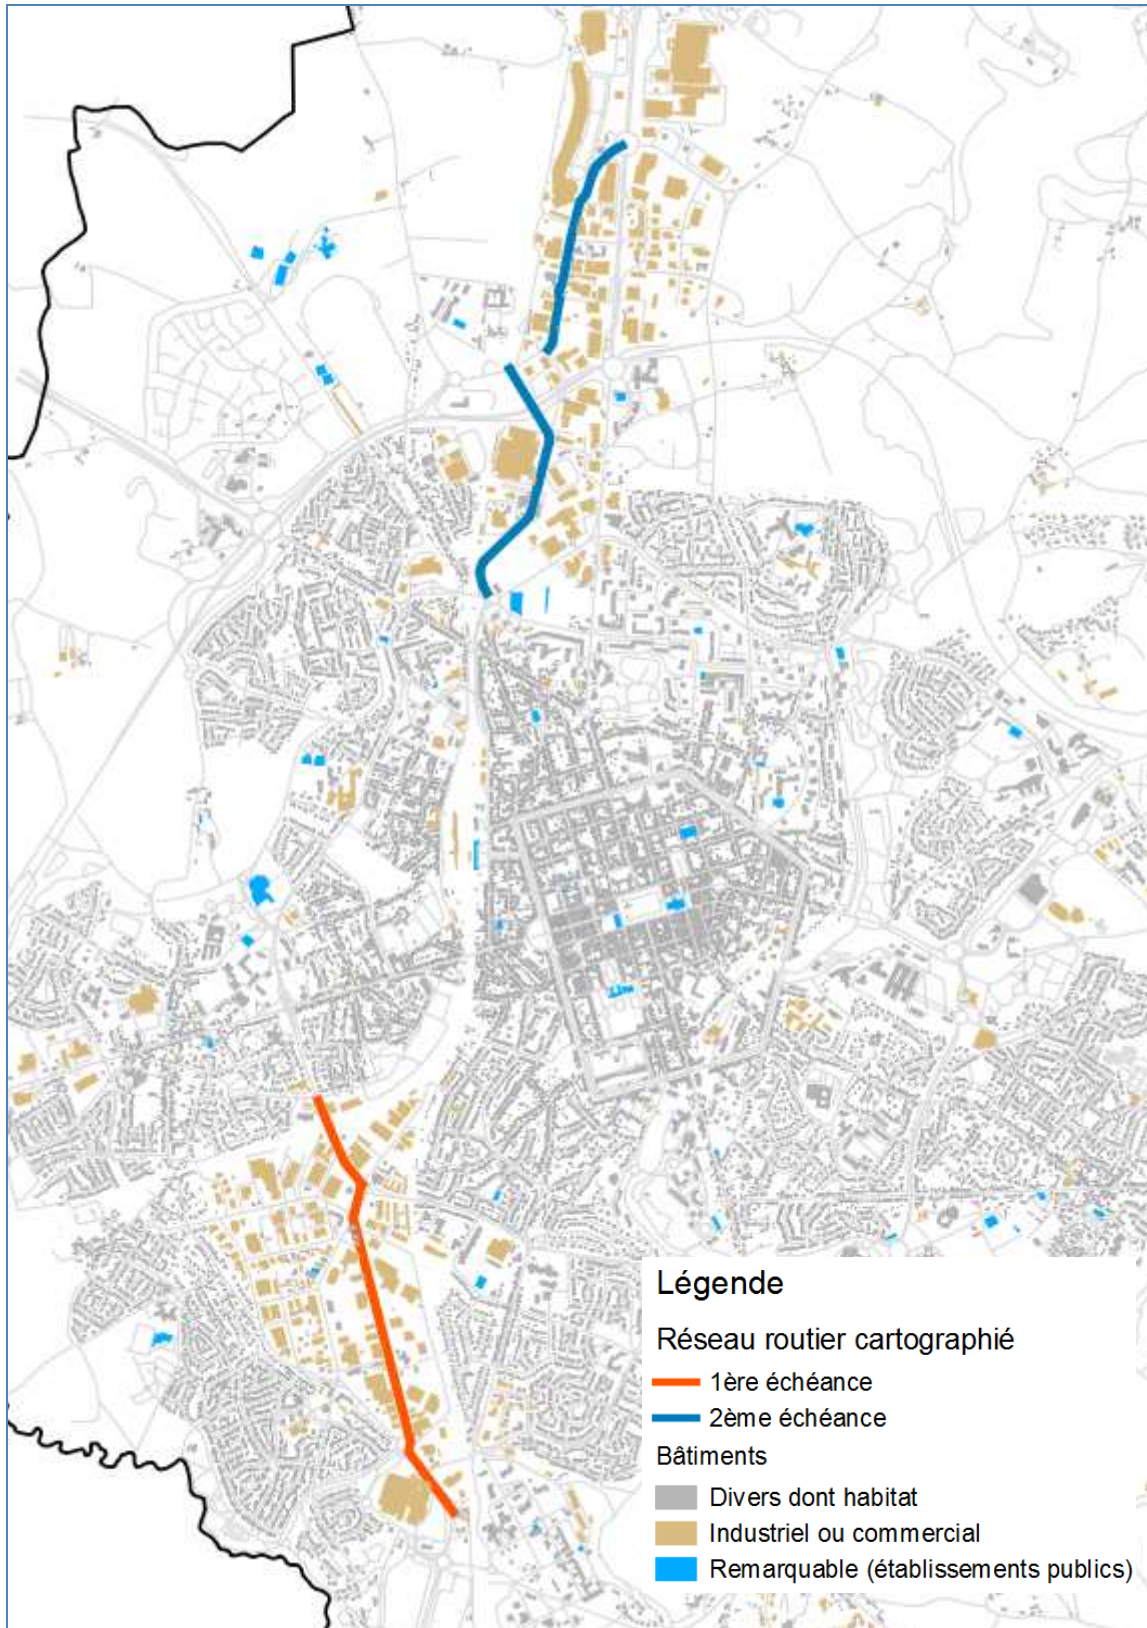 Légende
Réseau routier cartographié
1ère échéance
2ème échéance
Bâtiments
Divers dont habitat
Industriel ou commercial
Remarquable (établissements publics)